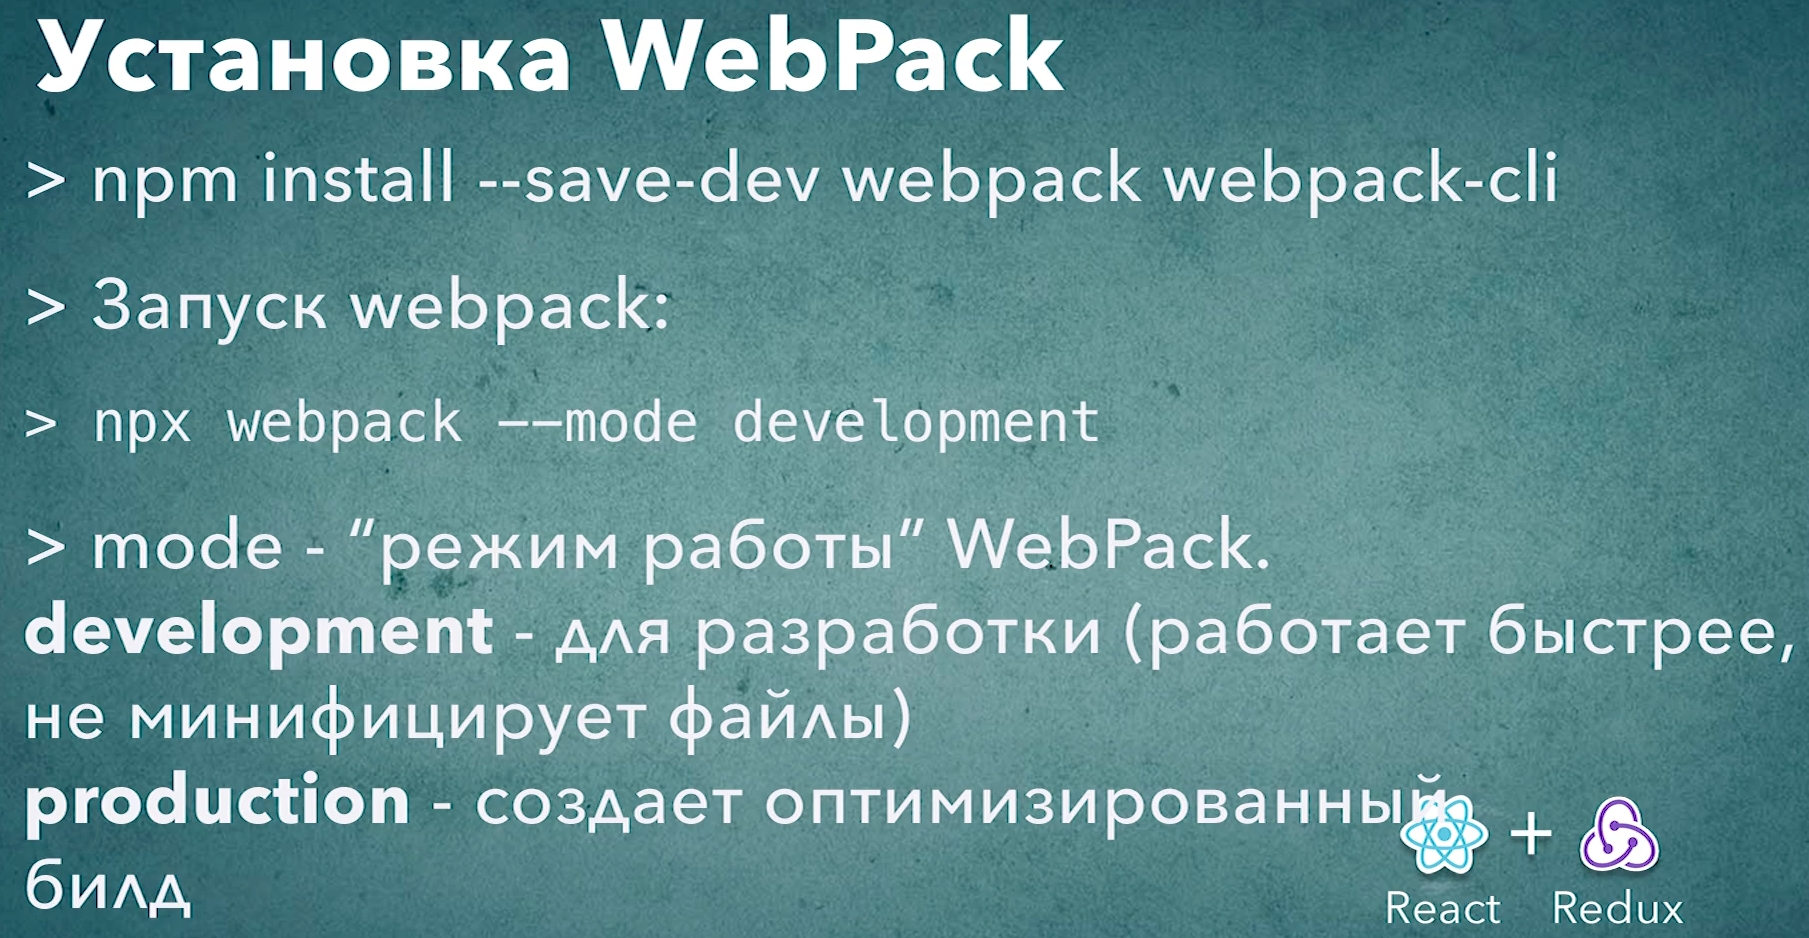 Установка WebPack
> npm install --save-dev webpack webpack-cli
> Запуск webpack:
> npx webpack --mode development
> mode - “режим работы” WebPack.
development - для разработки (работает быстрее,
не минифицирует файлы)
production - создает оптимизированный
билд
+
React Redux